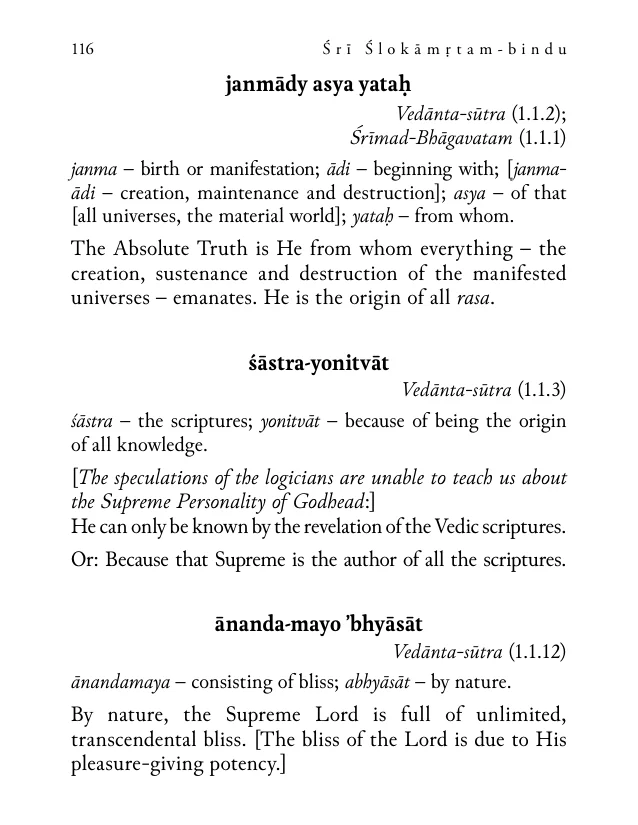 116 Śrī Ślokāmṛtam-bindu
janmādy asya yataḥ
Vedānta-sūtra (1.1.2);
Śrīmad-Bhāgavatam (1.1.1)
janma – birth or manifestation; ādi – beginning with; [janma-
ādi – creation, maintenance and destruction]; asya – of that
[all universes, the material world]; yataḥ – from whom.
The Absolute Truth is He from whom everything – the
creation, sustenance and destruction of the manifested
universes – emanates. He is the origin of all rasa.
śāstra-yonitvāt
Vedānta-sūtra (1.1.3)
śāstra – the scriptures; yonitvāt – because of being the origin
of all knowledge.
[The speculations of the logicians are unable to teach us about
the Supreme Personality of Godhead:]
He can only be known by the revelation of the Vedic scriptures.
Or: Because that Supreme is the author of all the scriptures.
ānanda-mayo ’bhyāsāt
Vedānta-sūtra (1.1.12)
ānandamaya – consisting of bliss; abhyāsāt – by nature.
By nature, the Supreme Lord is full of unlimited,
transcendental bliss. [The bliss of the Lord is due to His
pleasure-giving potency.]